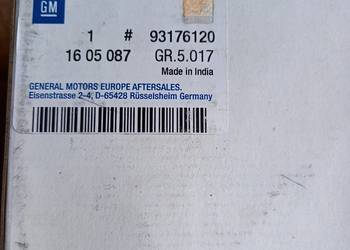 GM
1 # 93176120
16 05 087 GR.5.017
Made in India
GENERAL MOTORS EUROPE AFTERSALES.
Eisenstrasse 2-4, D-65428 Rüsselsheim Germany